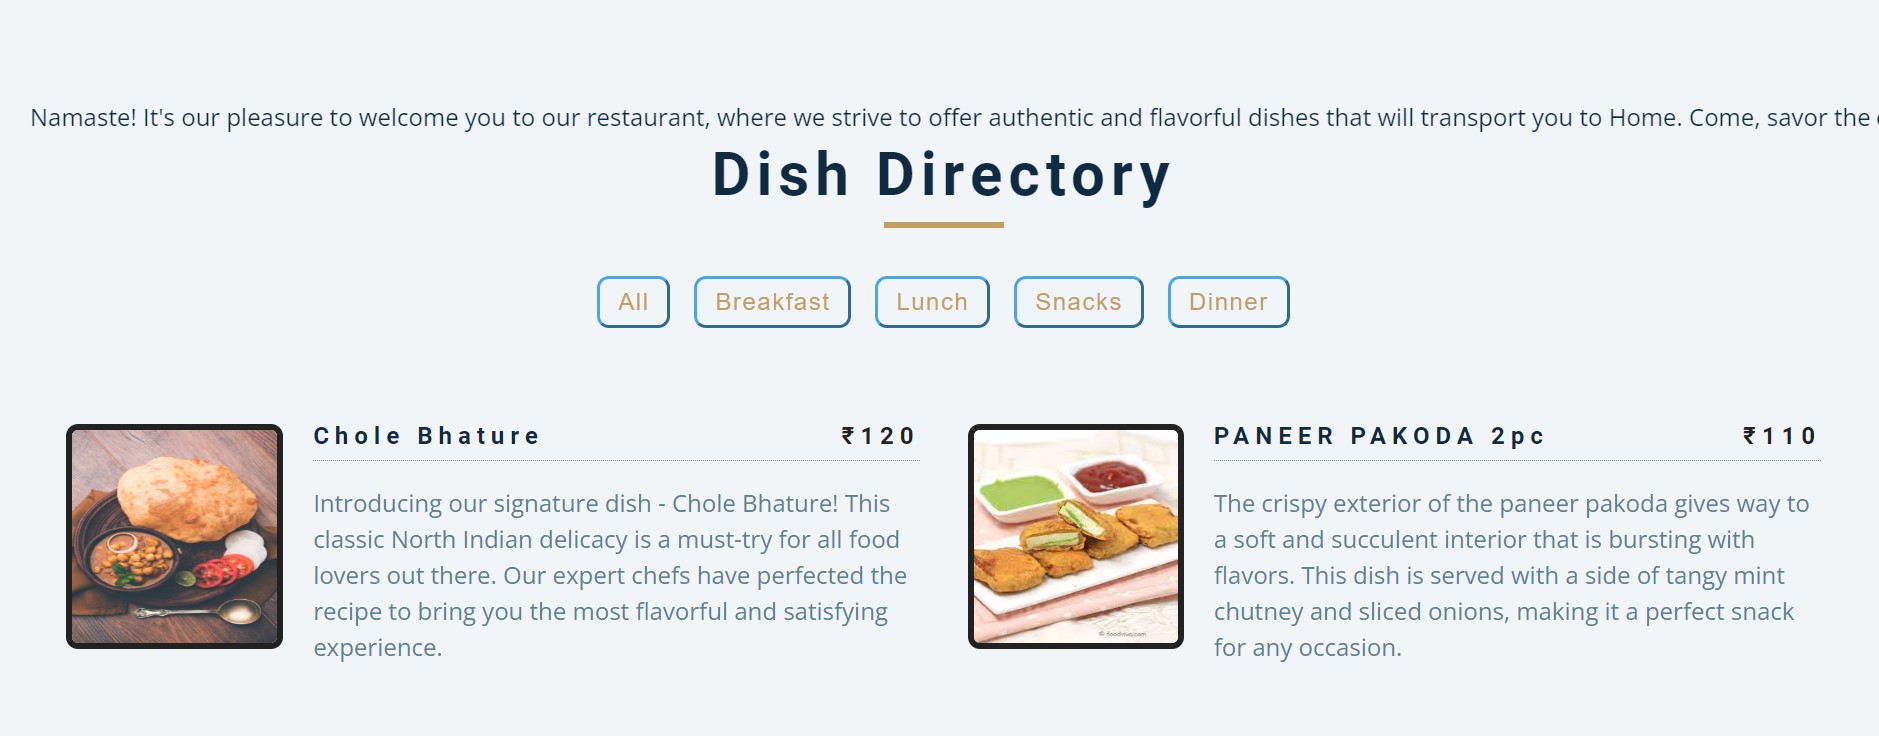 Namaste! It's our pleasure to welcome you to our restaurant, where we strive to offer authentic and flavorful dishes that will transport you to Home. Come, savor the
Dish Directory
All Breakfast Lunch Snacks Dinner
Chole Bhature ₹120
Introducing our signature dish - Chole Bhature! This
classic North Indian delicacy is a must-try for all food
lovers out there. Our expert chefs have perfected the
recipe to bring you the most flavorful and satisfying
experience.
PANEER PAKODA 2pc ₹110
The crispy exterior of the paneer pakoda gives way to
a soft and succulent interior that is bursting with
flavors. This dish is served with a side of tangy mint
chutney and sliced onions, making it a perfect snack
for any occasion.
© foodviva.com